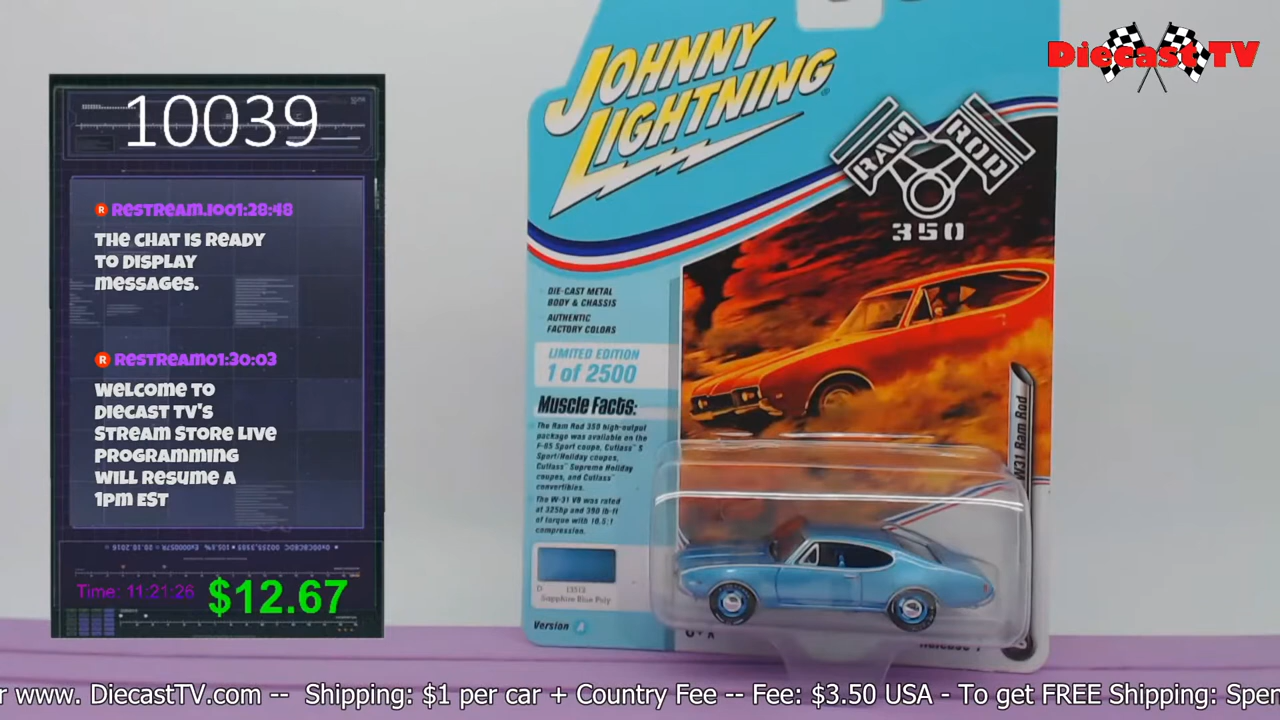 10039
RESTREAM.IO01:28:48
THE CHAT IS READY
TO DISPLAY
MESSAGES.
RESTREAM01:30:03
WELCOME TO
DIECAST TV'S
STREAM STORE LIVE
PROGRAMMING
WILL RESUME A
1PM EST
Time: 11:21:26
$12.67
JOHNNY
LIGHTNING
RAM ROD
350
DIE-CAST METAL
BODY & CHASSIS
AUTHENTIC
FACTORY COLORS
LIMITED EDITION
1 of 2500
Muscle Facts:
The Ram Rod 350 high-output
package was available on the
F-85 Sport coupe, Cutlass S
Sport/Holiday coupes,
Cutlass Supreme Holiday
coupes, and Cutlass
convertibles.
The W-31 V8 was rated
at 325hp and 390 lb-ft
of torque with 10.5:1
compression.
Sapphire Blue Poly
Version A
W31 Ram Rod
Diecast TV
r www. DiecastTV.com -- Shipping: $1 per car + Country Fee -- Fee: $3.50 USA - To get FREE Shipping: Spen